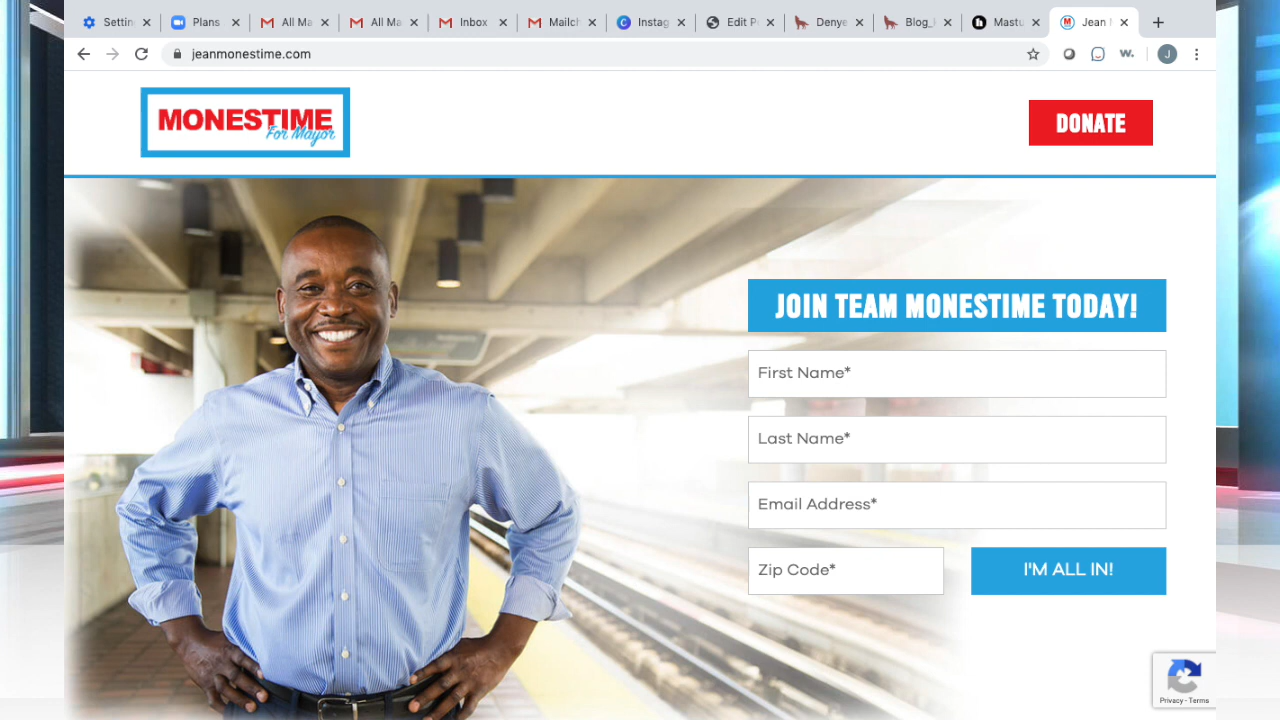 Settin
Plans
All Ma
All Ma
Inbox
Mailch
Instag
Edit P
Denye
Blog_
Mastu
Jean
jeanmonestime.com
W.
J
MONESTIME
For Mayor
DONATE
JOIN TEAM MONESTIME TODAY!
First Name*
Last Name*
Email Address*
Zip Code*
I'M ALL IN!
Privacy - Terms